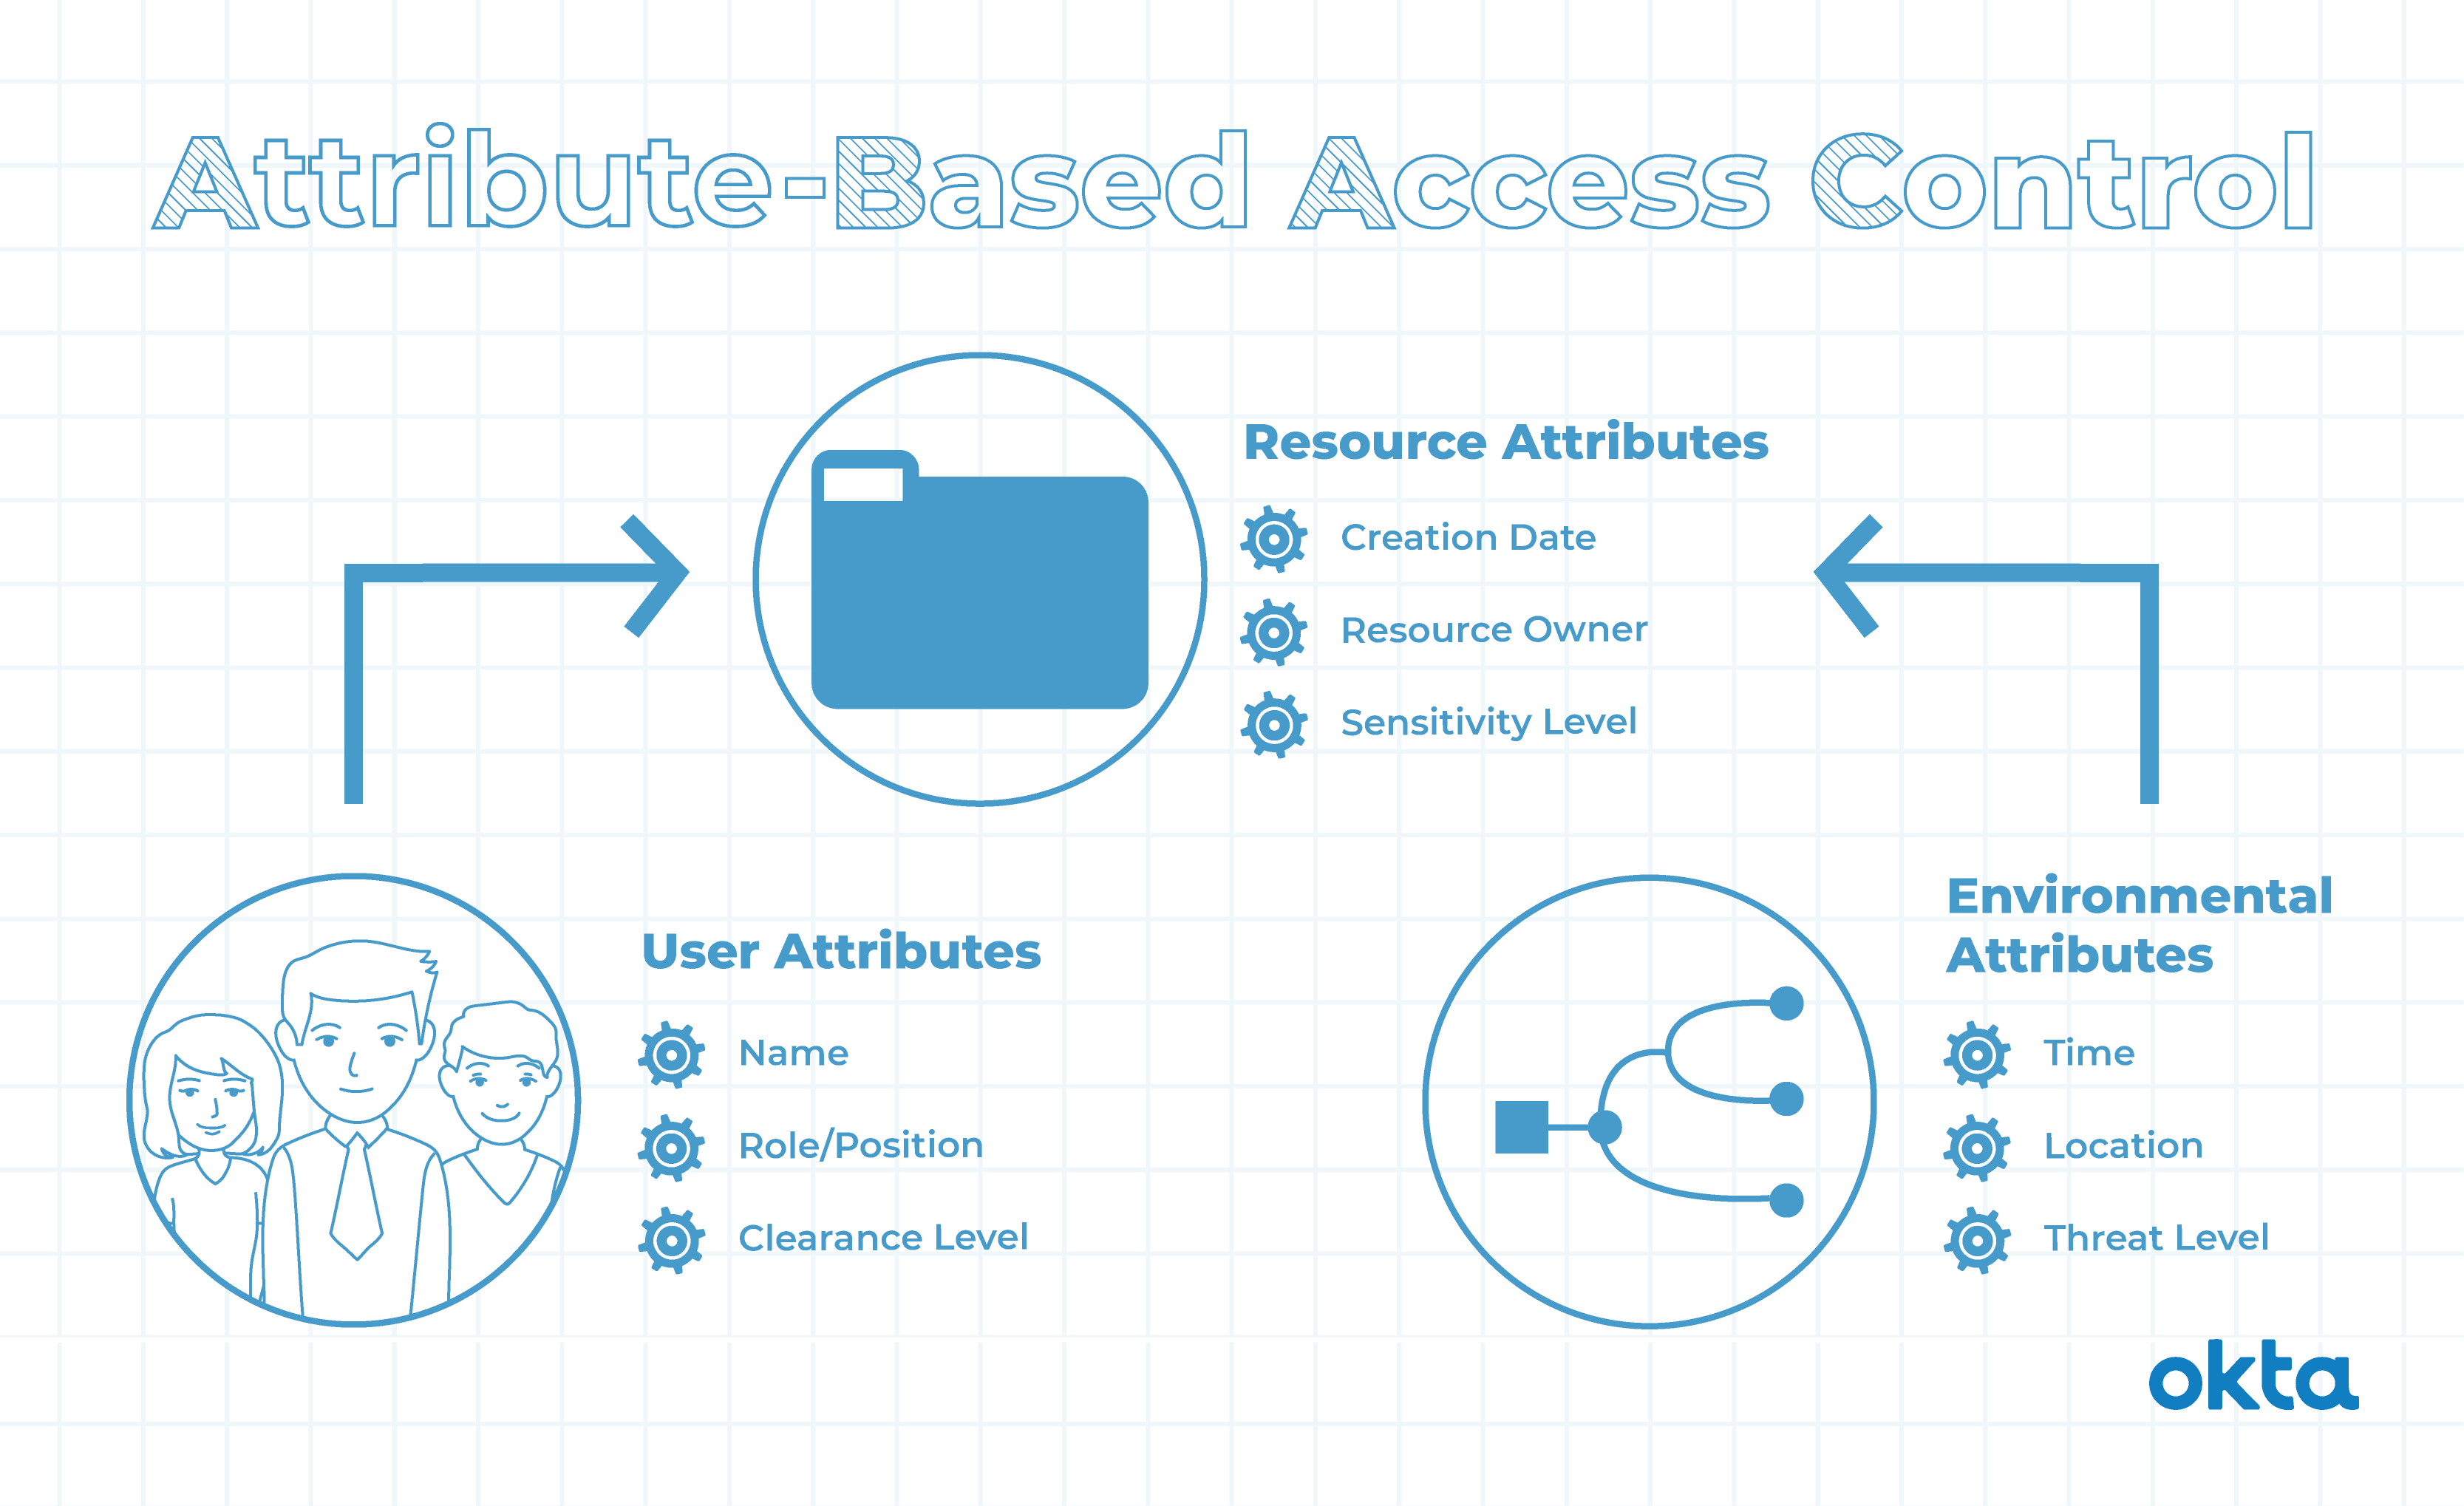 Attribute-Based Access Control
Resource Attributes
Creation Date
Resource Owner
Sensitivity Level
User Attributes
Name
Role/Position
Clearance Level
Environmental
Attributes
Time
Location
Threat Level
okta